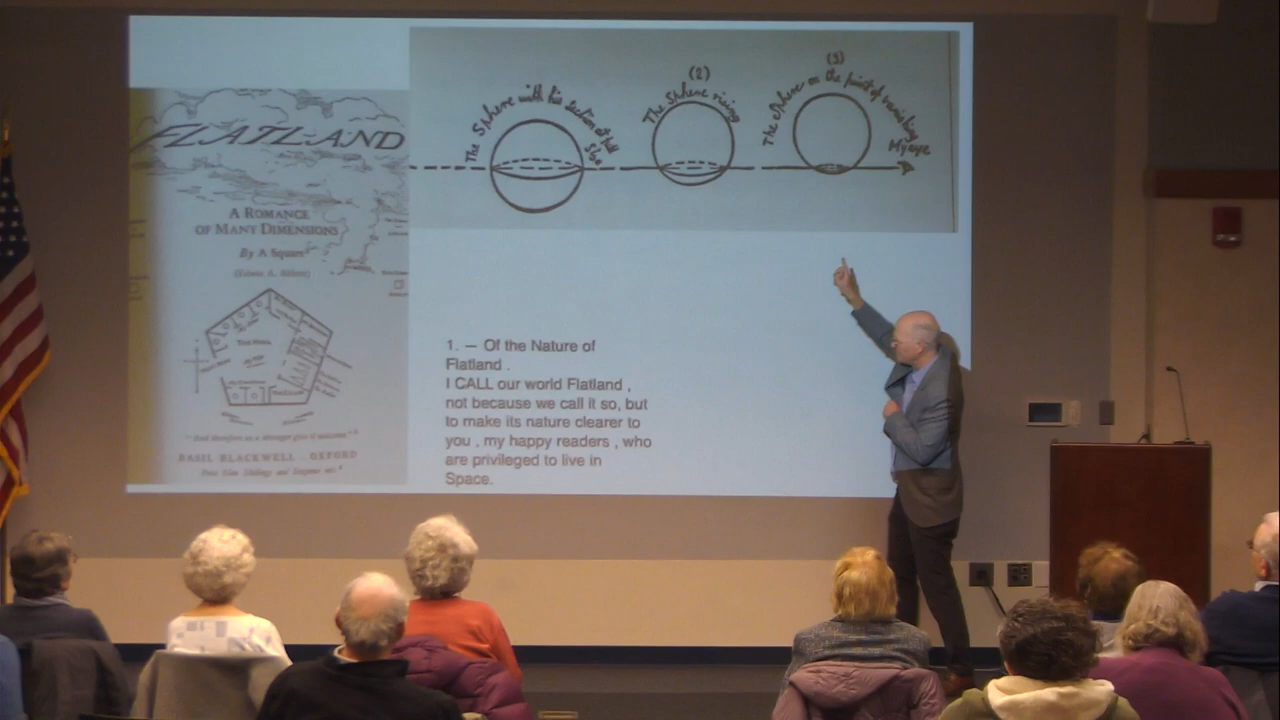 FLATLAND
A ROMANCE
OF MANY DIMENSIONS
By A Square
(Edwin A. Abbott)
THE HALL
BASIL BLACKWELL . OXFORD
The Sphere with his section at full size
(2)
The Sphere rising
(3)
The Sphere on the point of vanishing
My eye
1. — Of the Nature of
Flatland .
I CALL our world Flatland ,
not because we call it so, but
to make its nature clearer to
you , my happy readers , who
are privileged to live in
Space.